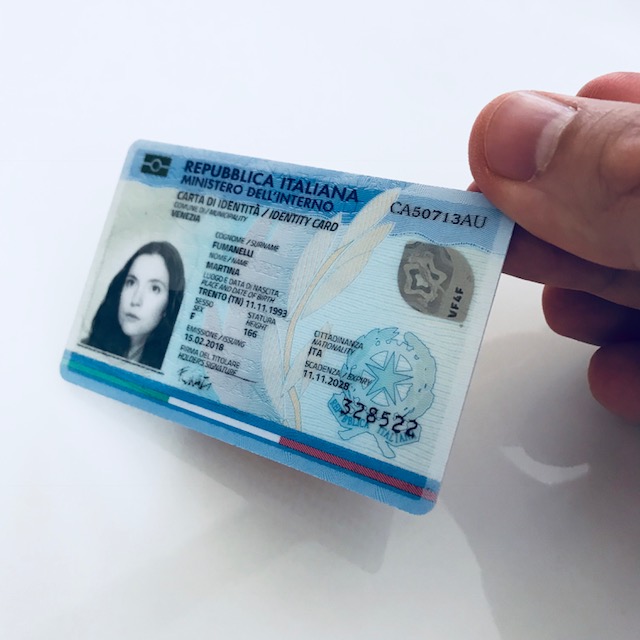 REPUBBLICA ITALIANA
MINISTERO DELL'INTERNO
CARTA DI IDENTITÀ / IDENTITY CARD
CA50713AU
COMUNE DI / MUNICIPALITY
VENEZIA
COGNOME / SURNAME
FUMANELLI
NOME / NAME
MARTINA
LUOGO E DATA DI NASCITA
PLACE AND DATE OF BIRTH
TRENTO (TN) 11.11.1993
SESSO
SEX
F
STATURA
HEIGHT
166
CITTADINANZA
NATIONALITY
ITA
EMISSIONE / ISSUING
15.02.2018
SCADENZA / EXPIRY
11.11.2028
FIRMA DEL TITOLARE
HOLDER'S SIGNATURE
328522